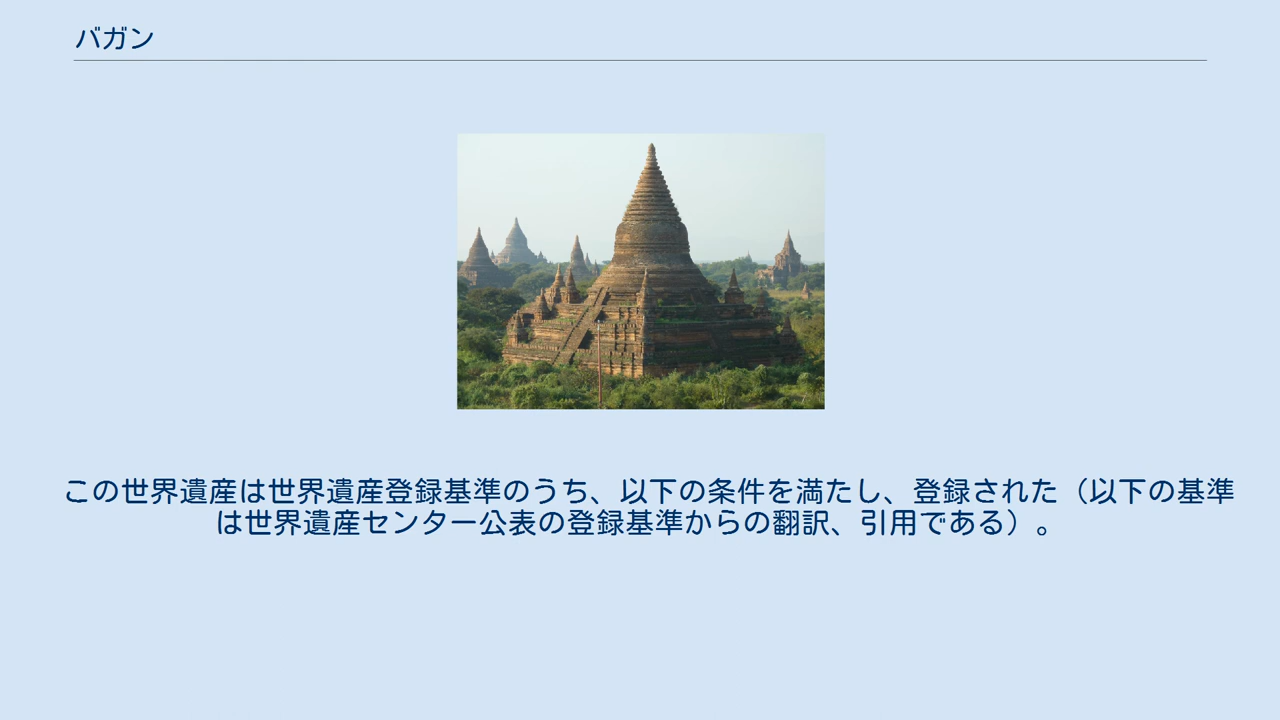 バガン
この世界遺産は世界遺産登録基準のうち、以下の条件を満たし、登録された（以下の基準
は世界遺産センター公表の登録基準からの翻訳、引用である）。